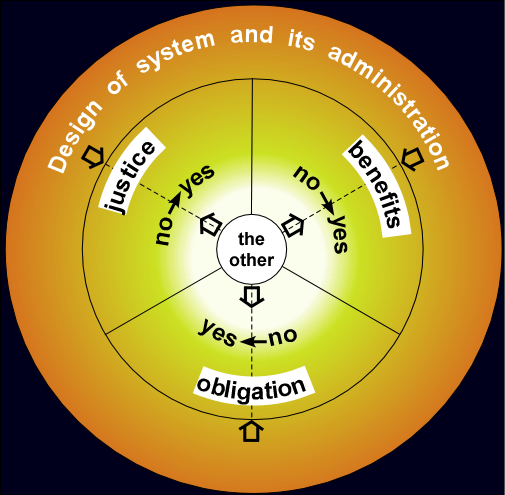 Design of system and its administration
justice
no yes
benefits
no yes
the
other
yes no
obligation